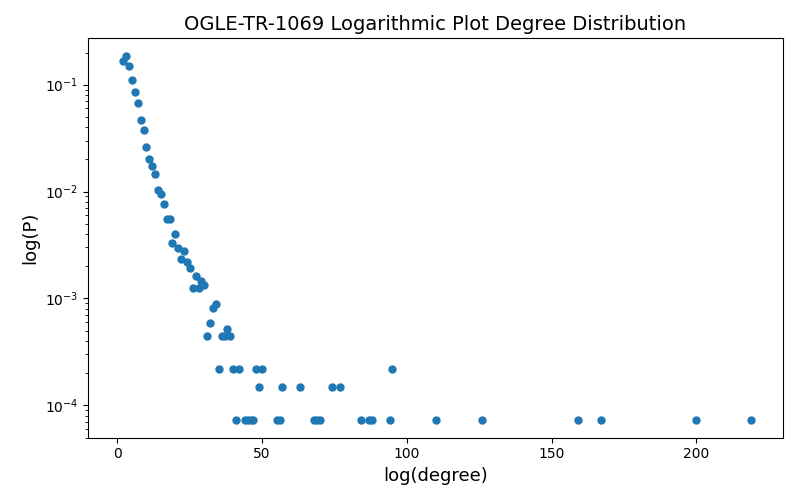 OGLE-TR-1069 Logarithmic Plot Degree Distribution
log(P)
10⁻¹
10⁻²
10⁻³
10⁻⁴
0 50 100 150 200
log(degree)